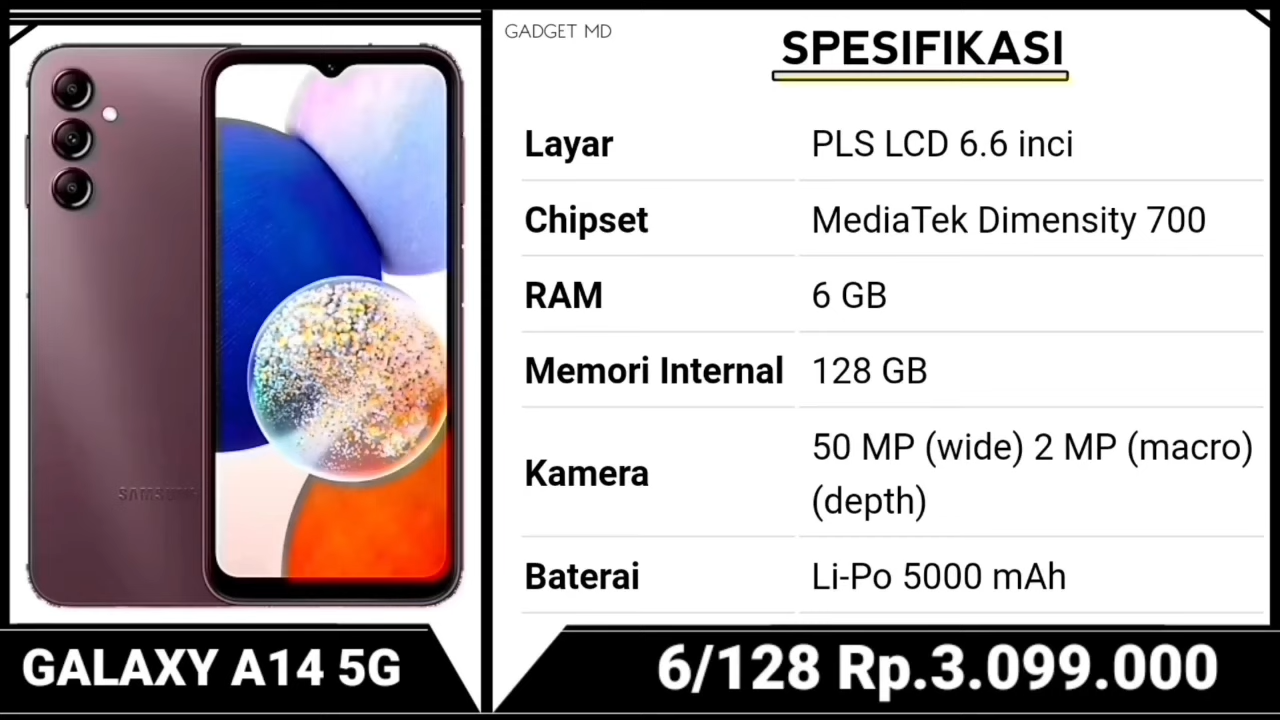 GADGET MD
SPESIFIKASI
Layar PLS LCD 6.6 inci
Chipset MediaTek Dimensity 700
RAM 6 GB
Memori Internal 128 GB
Kamera 50 MP (wide) 2 MP (macro)
(depth)
Baterai Li-Po 5000 mAh
SAMSUNG
GALAXY A14 5G
6/128 Rp.3.099.000